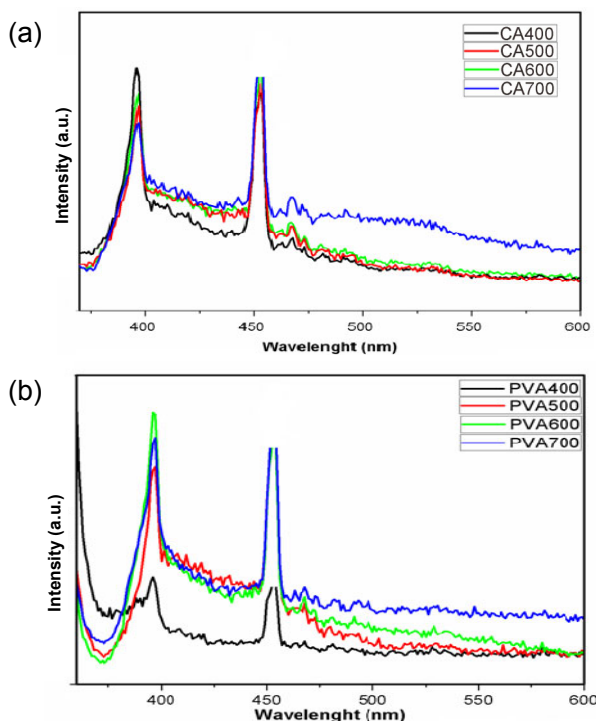 (a)
CA400
CA500
CA600
CA700
Intensity (a.u.)
400 450 500 550 600
Wavelenght (nm)
(b)
PVA400
PVA500
PVA600
PVA700
Intensity (a.u.)
400 450 500 550 600
Wavelength (nm)